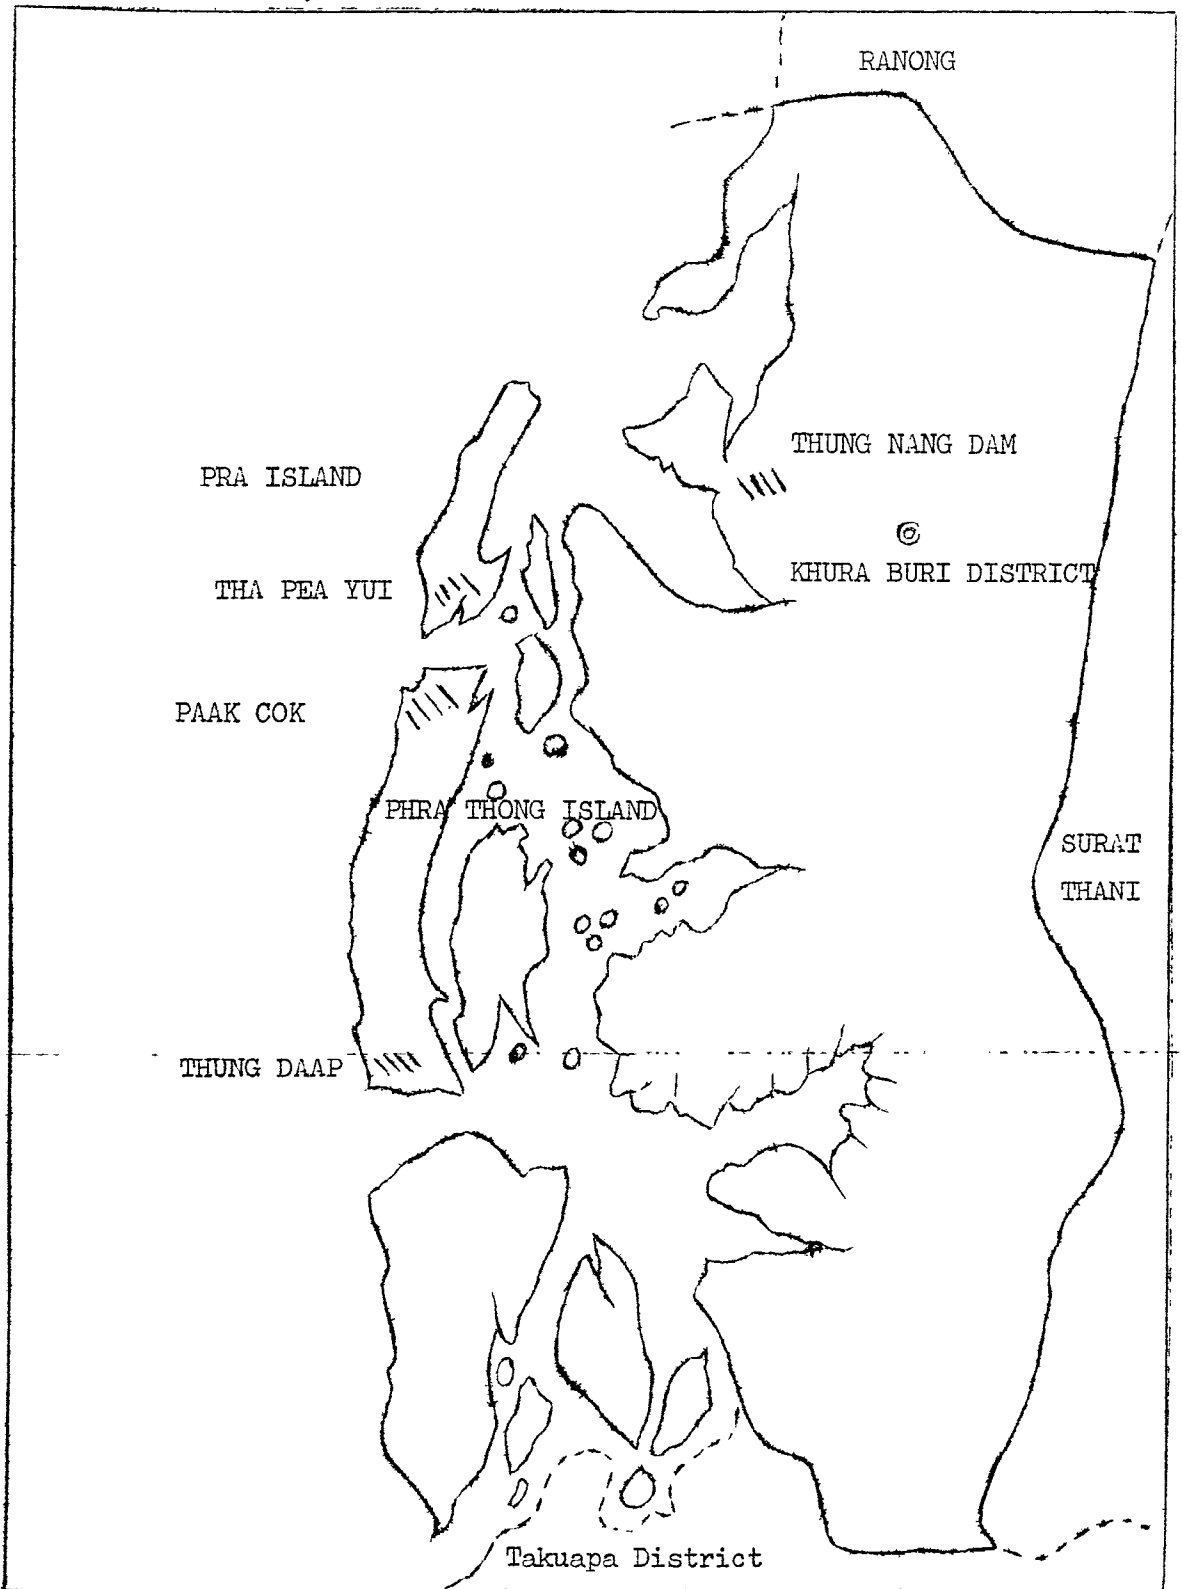 RANONG
THUNG NANG DAM
PRA ISLAND
KHURA BURI DISTRICT
THA PEA YUI
PAAK COK
PHRA THONG ISLAND
SURAT
THANI
THUNG DAAP
Takuapa District